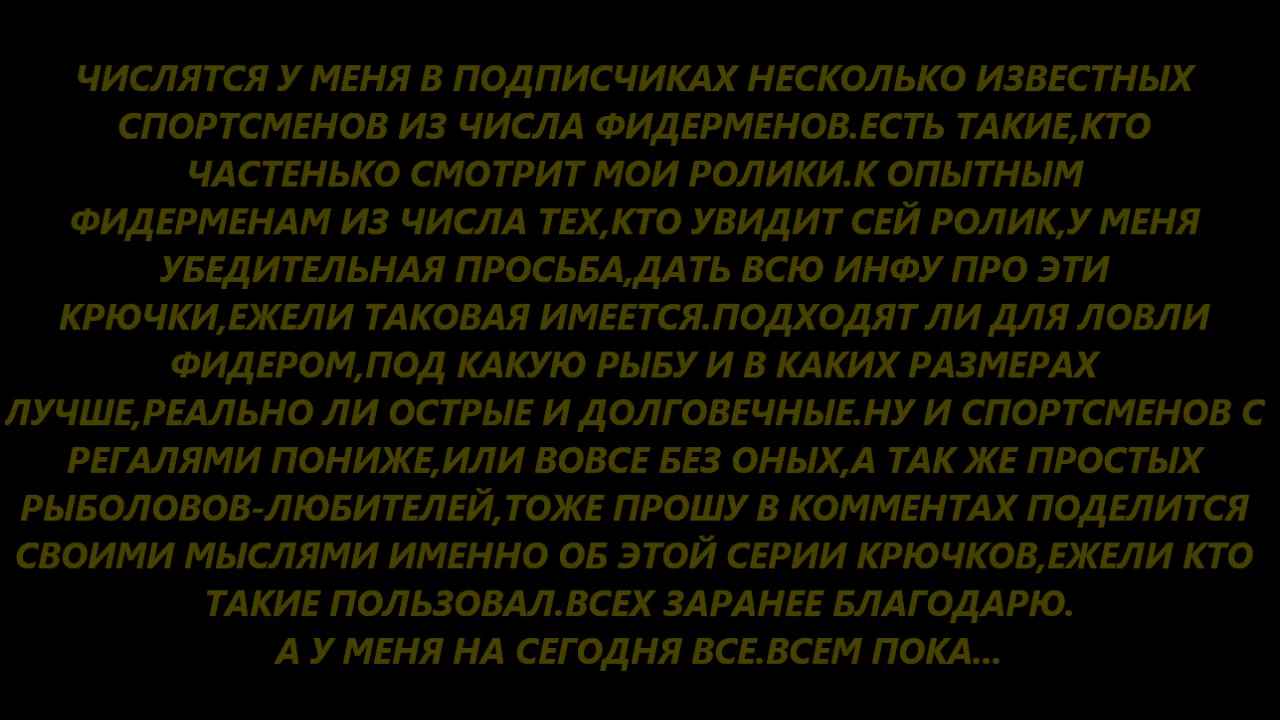 ЧИСЛЯТСЯ У МЕНЯ В ПОДПИСЧИКАХ НЕСКОЛЬКО ИЗВЕСТНЫХ
СПОРТСМЕНОВ ИЗ ЧИСЛА ФИДЕРМЕНОВ.ЕСТЬ ТАКИЕ,КТО
ЧАСТЕНЬКО СМОТРИТ МОИ РОЛИКИ.К ОПЫТНЫМ
ФИДЕРМЕНАМ ИЗ ЧИСЛА ТЕХ,КТО УВИДИТ СЕЙ РОЛИК,У МЕНЯ
УБЕДИТЕЛЬНАЯ ПРОСЬБА,ДАТЬ ВСЮ ИНФУ ПРО ЭТИ
КРЮЧКИ,ЕЖЕЛИ ТАКОВАЯ ИМЕЕТСЯ.ПОДХОДЯТ ЛИ ДЛЯ ЛОВЛИ
ФИДЕРОМ,ПОД КАКУЮ РЫБУ И В КАКИХ РАЗМЕРАХ
ЛУЧШЕ,РЕАЛЬНО ЛИ ОСТРЫЕ И ДОЛГОВЕЧНЫЕ.НУ И СПОРТСМЕНОВ С
РЕГАЛЯМИ ПОНИЖЕ,ИЛИ ВОВСЕ БЕЗ ОНЫХ,А ТАК ЖЕ ПРОСТЫХ
РЫБОЛОВОВ-ЛЮБИТЕЛЕЙ,ТОЖЕ ПРОШУ В КОММЕНТАХ ПОДЕЛИТСЯ
СВОИМИ МЫСЛЯМИ ИМЕННО ОБ ЭТОЙ СЕРИИ КРЮЧКОВ,ЕЖЕЛИ КТО
ТАКИЕ ПОЛЬЗОВАЛ.ВСЕХ ЗАРАНЕЕ БЛАГОДАРЮ.
А У МЕНЯ НА СЕГОДНЯ ВСЕ.ВСЕМ ПОКА...